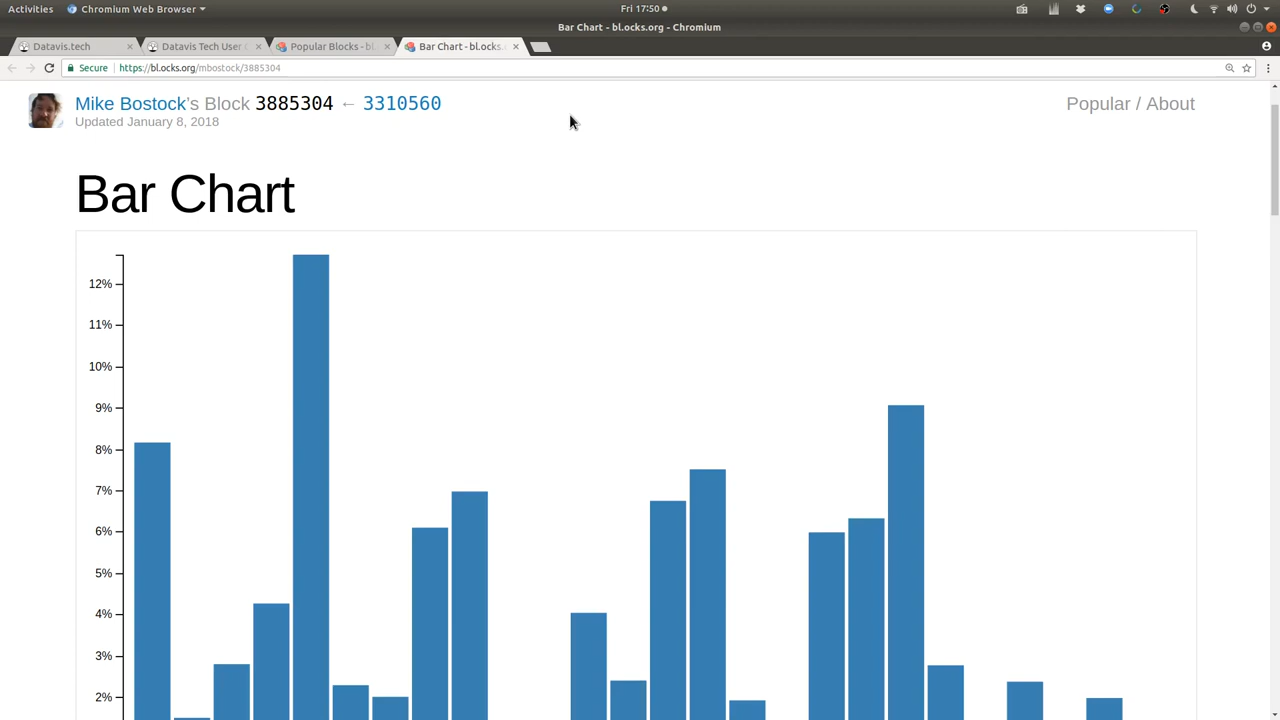 Activities Chromium Web Browser Fri 17:50
Bar Chart - bl.ocks.org - Chromium
Datavis.tech Datavis Tech User Popular Blocks - bl. Bar Chart - bl.ocks.
Secure https://bl.ocks.org/mbostock/3885304
Mike Bostock's Block 3885304 ← 3310560 Popular / About
Updated January 8, 2018
Bar Chart
12%
11%
10%
9%
8%
7%
6%
5%
4%
3%
2%